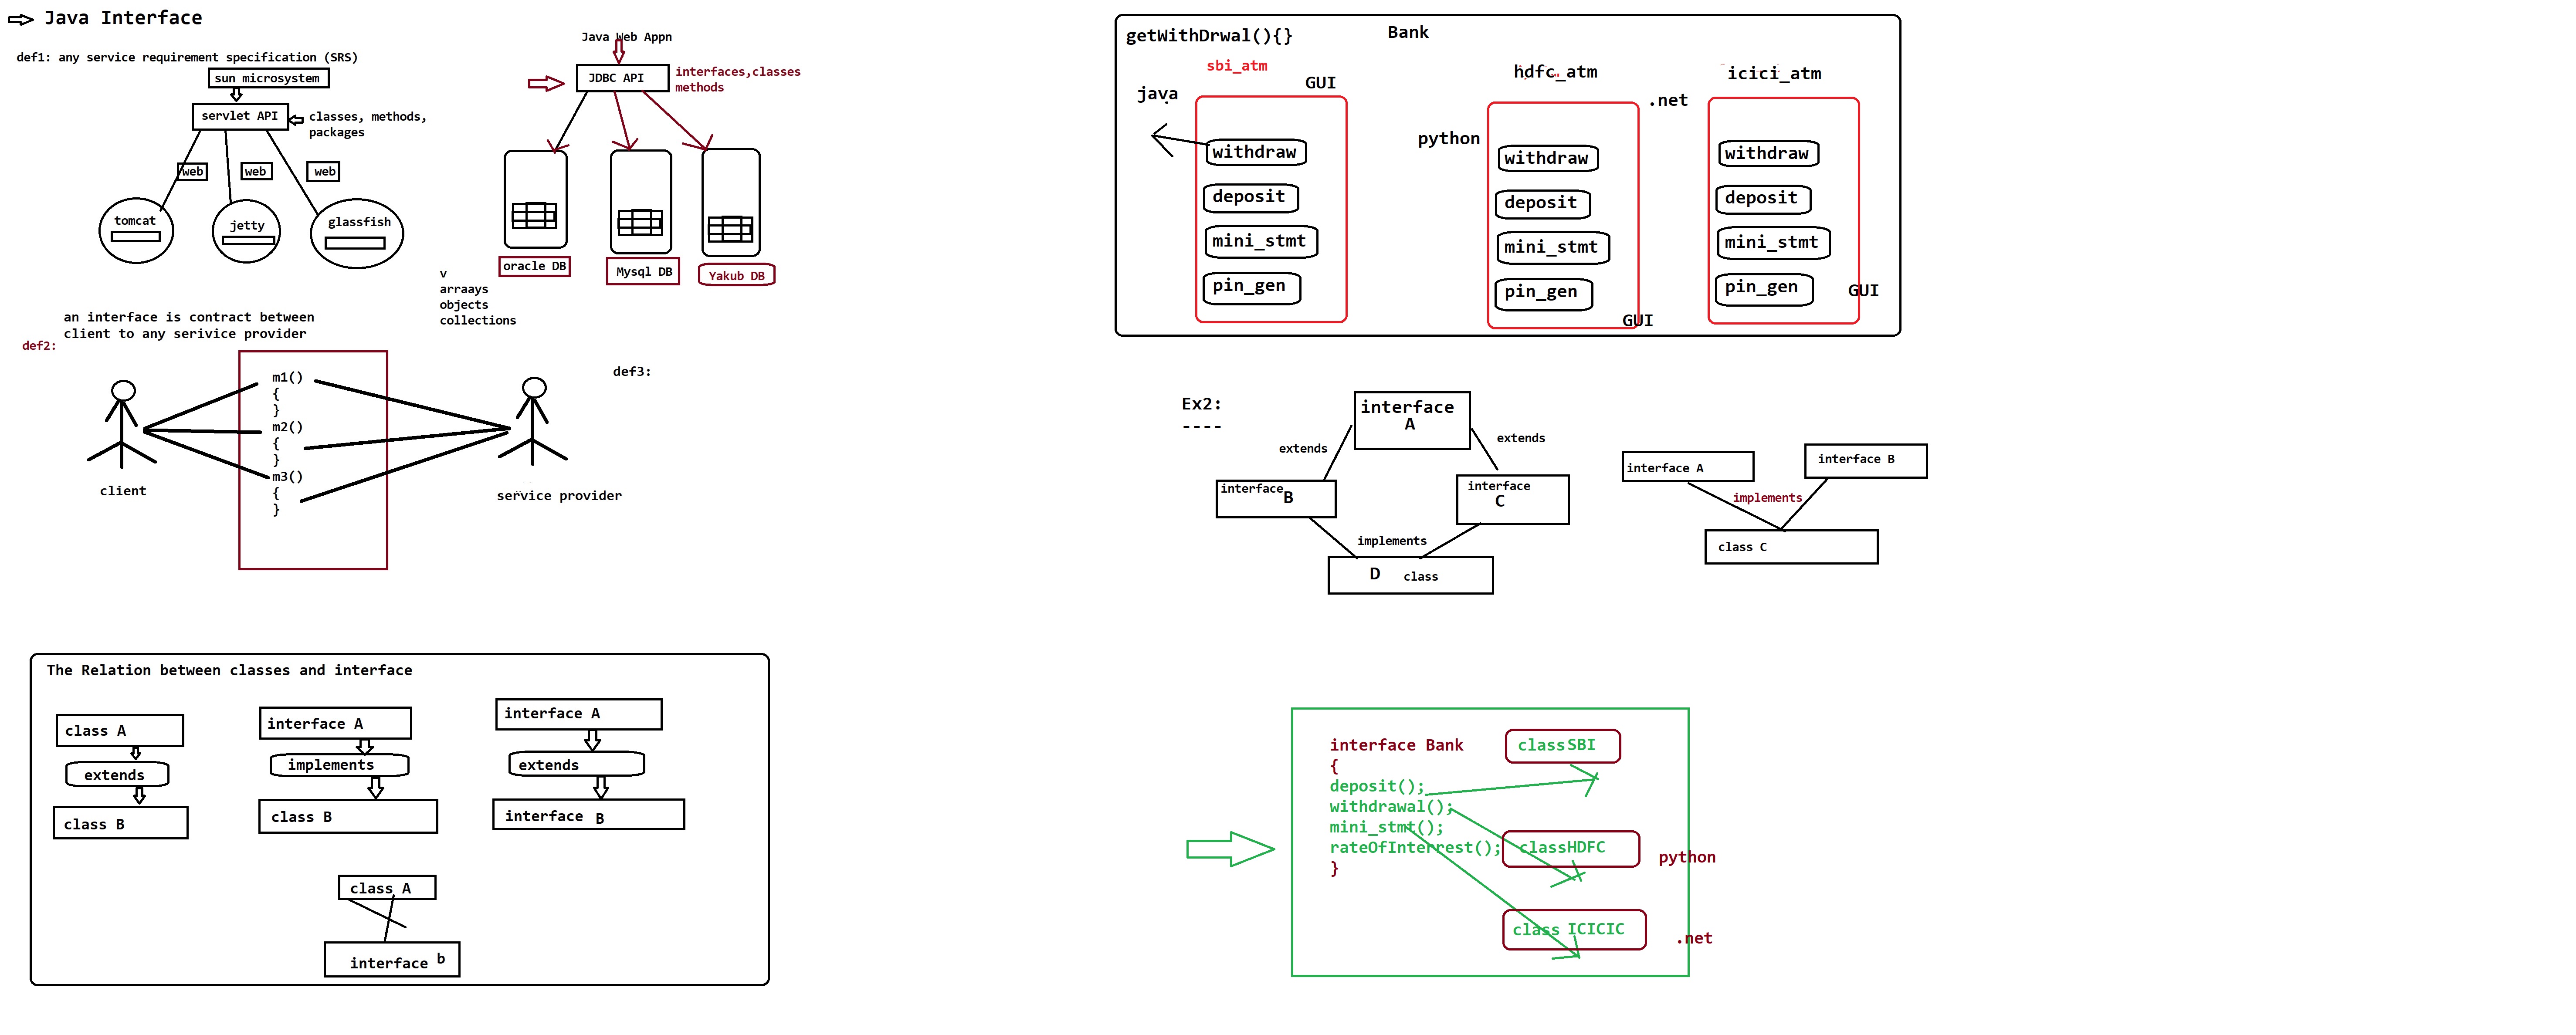 Java Interface
def1: any service requirement specification (SRS)
sun microsystem
servlet API
classes, methods,
packages
web
web
web
tomcat
jetty
glassfish
Java Web Appn
JDBC API
interfaces,classes
methods
oracle DB
Mysql DB
Yakub DB
v
arraays
objects
collections
an interface is contract between
client to any serivice provider
def2:
m1()
{
}
m2()
{
}
m3()
{
}
client
service provider
def3:
The Relation between classes and interface
class A
extends
class B
interface A
implements
class B
interface A
extends
interface B
class A
interface b
getWithDrwal(){}
Bank
sbi_atm
GUI
java
withdraw
deposit
mini_stmt
pin_gen
hdfc_atm
python
withdraw
deposit
mini_stmt
pin_gen
GUI
icici_atm
.net
withdraw
deposit
mini_stmt
pin_gen
GUI
Ex2:
----
interface
A
extends
extends
interface B
interface
C
implements
D class
interface A
interface B
implements
class C
interface Bank
{
deposit();
withdrawal();
mini_stmt();
rateOfInterrest();
}
class SBI
classHDFC
python
class ICICIC
.net